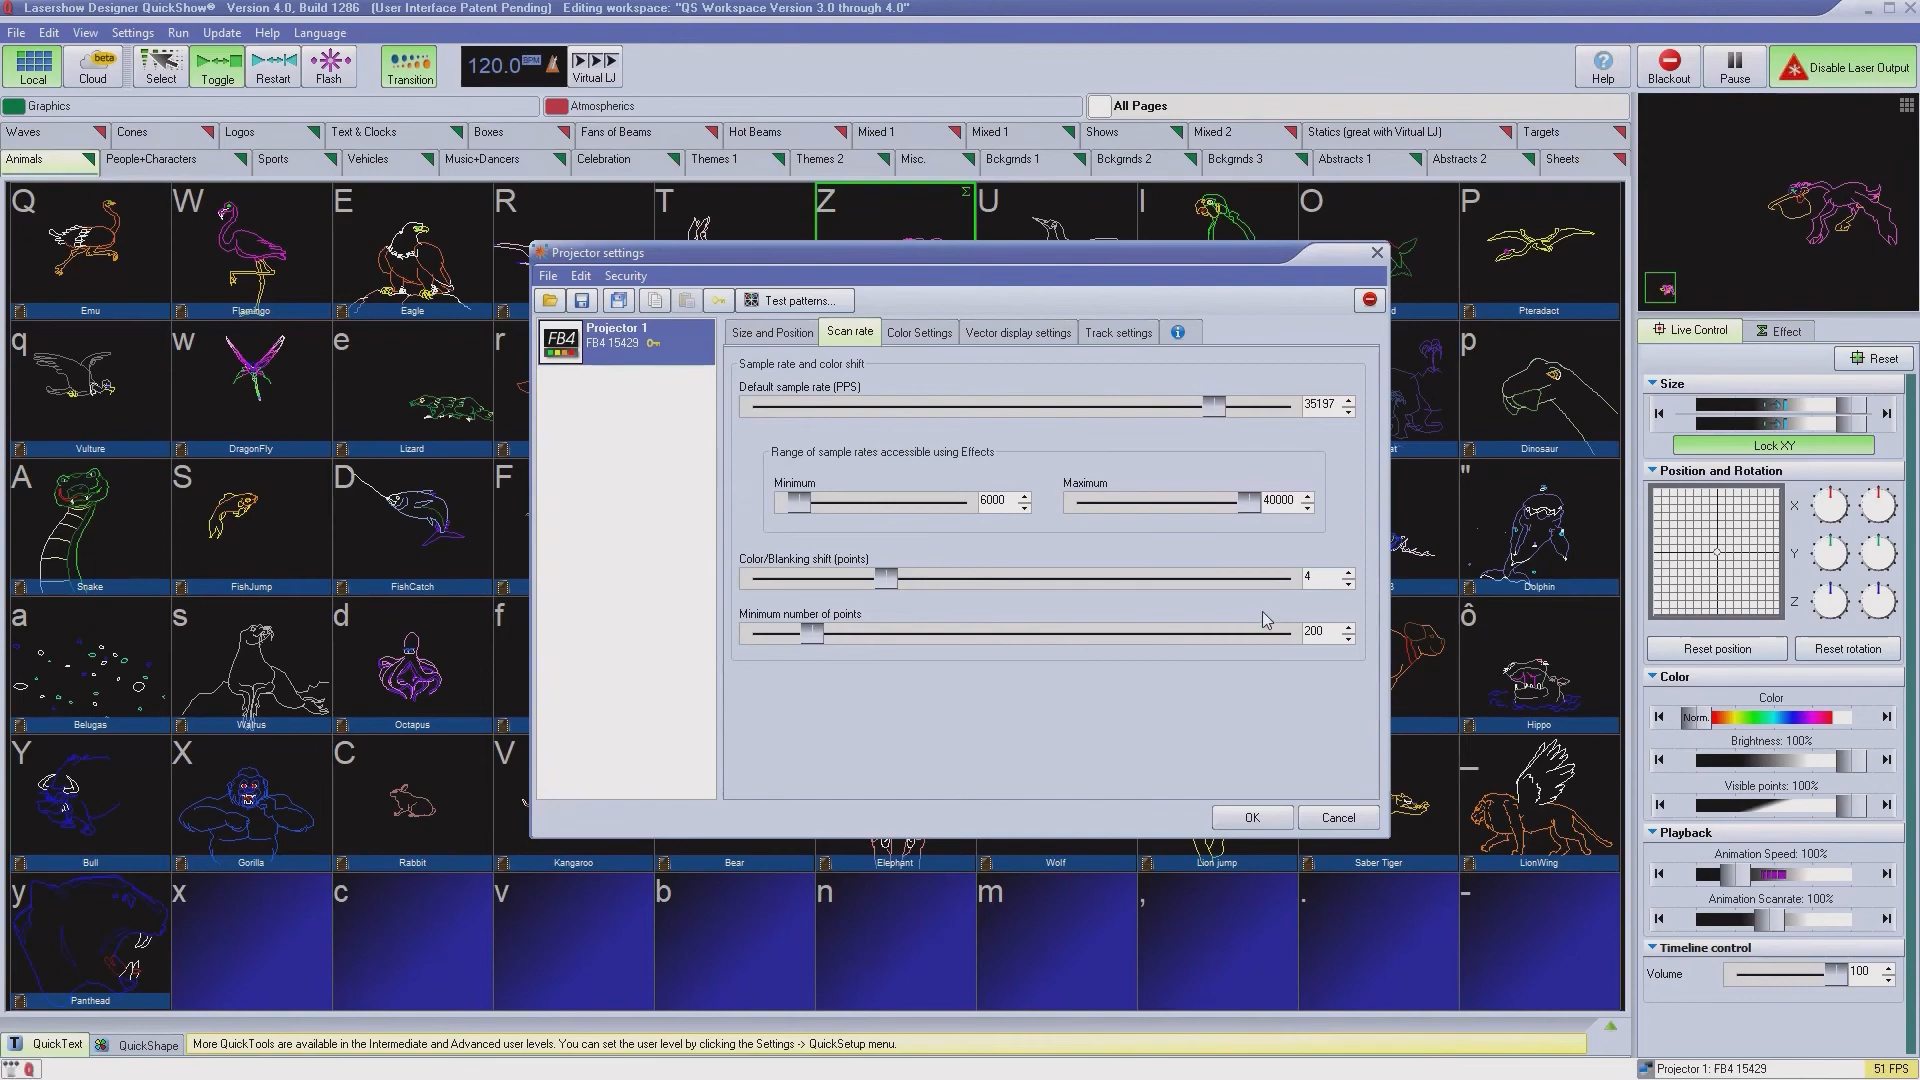 Lasershow Designer QuickShow® Version 4.0, Build 1286 (User Interface Patent Pending) Editing workspace: "QS Workspace Version 3.0 through 4.0"
File Edit View Settings Run Update Help Language
Local Cloud beta Select Toggle Restart Flash Transition 120.0 BPM Virtual LJ Help Blackout Pause Disable Laser Output
Graphics Atmospherics All Pages
Waves Cones Logos Text & Clocks Boxes Fans of Beams Hot Beams Mixed 1 Mixed 1 Shows Mixed 2 Statics (great with Virtual LJ) Targets
Animals People+Characters Sports Vehicles Music+Dancers Celebration Themes 1 Themes 2 Misc. Bckgrnds 1 Bckgrnds 2 Bckgrnds 3 Abstracts 1 Abstracts 2 Sheets
Q W E R T Z U I O P
Emu Flamingo Eagle Pteradact
q w e r p
Vulture DragonFly Lizard Dinosaur
A S D F "
Snake FishJump FishCatch Dolphin
a s d f ô
Belugas Walrus Octapus Hippo
Y X C V _
Bull Gorilla Rabbit Kangaroo Bear Elephant Wolf Lion jump Saber Tiger LionWing
y x c v b n m , . -
Panthead
Projector settings
File Edit Security
Test patterns...
Projector 1
FB4 FB4 15429
Size and Position Scan rate Color Settings Vector display settings Track settings
Sample rate and color shift
Default sample rate (PPS)
35197
Range of sample rates accessible using Effects
Minimum Maximum
6000 40000
Color/Blanking shift (points)
4
Minimum number of points
200
OK Cancel
Live Control Effect
Reset
Size
Lock XY
Position and Rotation
X
Y
Z
Reset position Reset rotation
Color
Color
Norm.
Brightness: 100%
Visible points: 100%
Playback
Animation Speed: 100%
Animation Scanrate: 100%
Timeline control
Volume 100
QuickText QuickShape More QuickTools are available in the Intermediate and Advanced user levels. You can set the user level by clicking the Settings -> QuickSetup menu.
Projector 1: FB4 15429 51 FPS